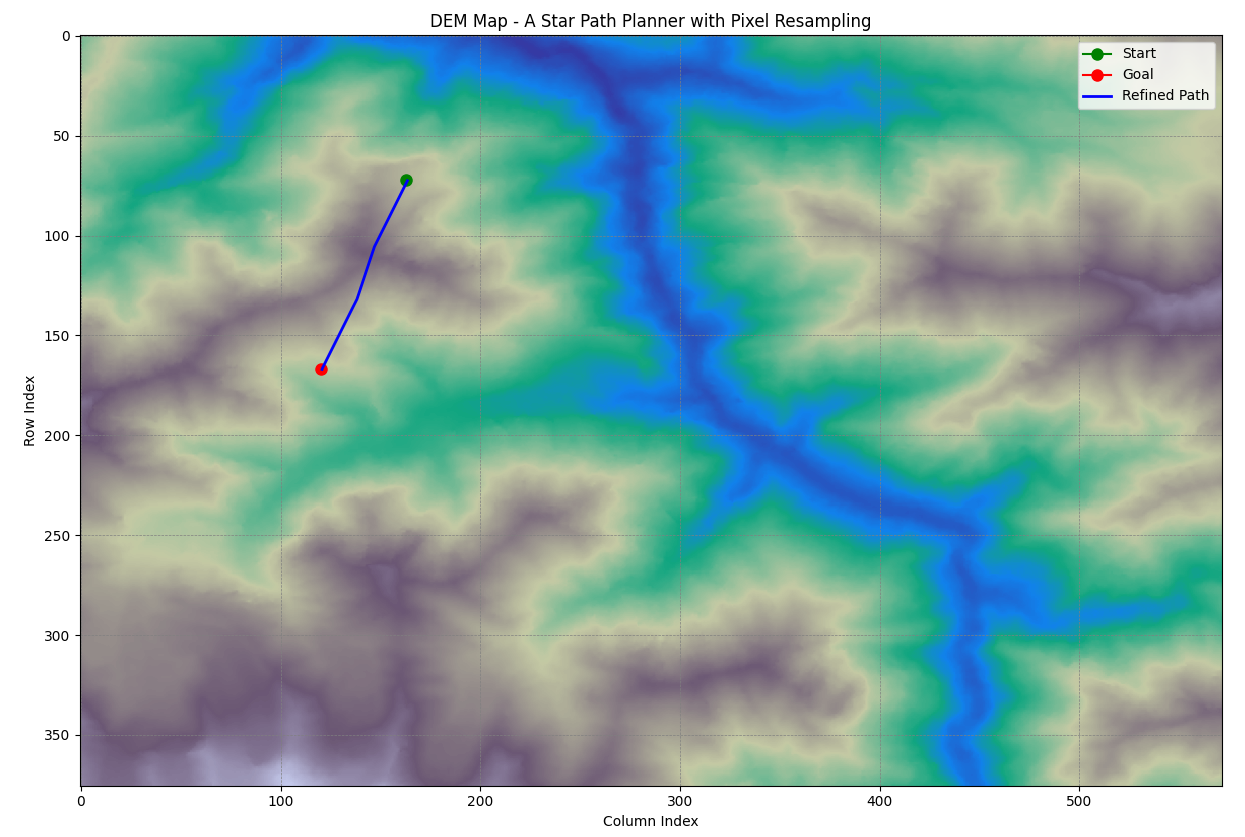 DEM Map - A Star Path Planner with Pixel Resampling
Start
Goal
Refined Path
0
50
100
150
200
250
300
350
Row Index
0
100
200
300
400
500
Column Index